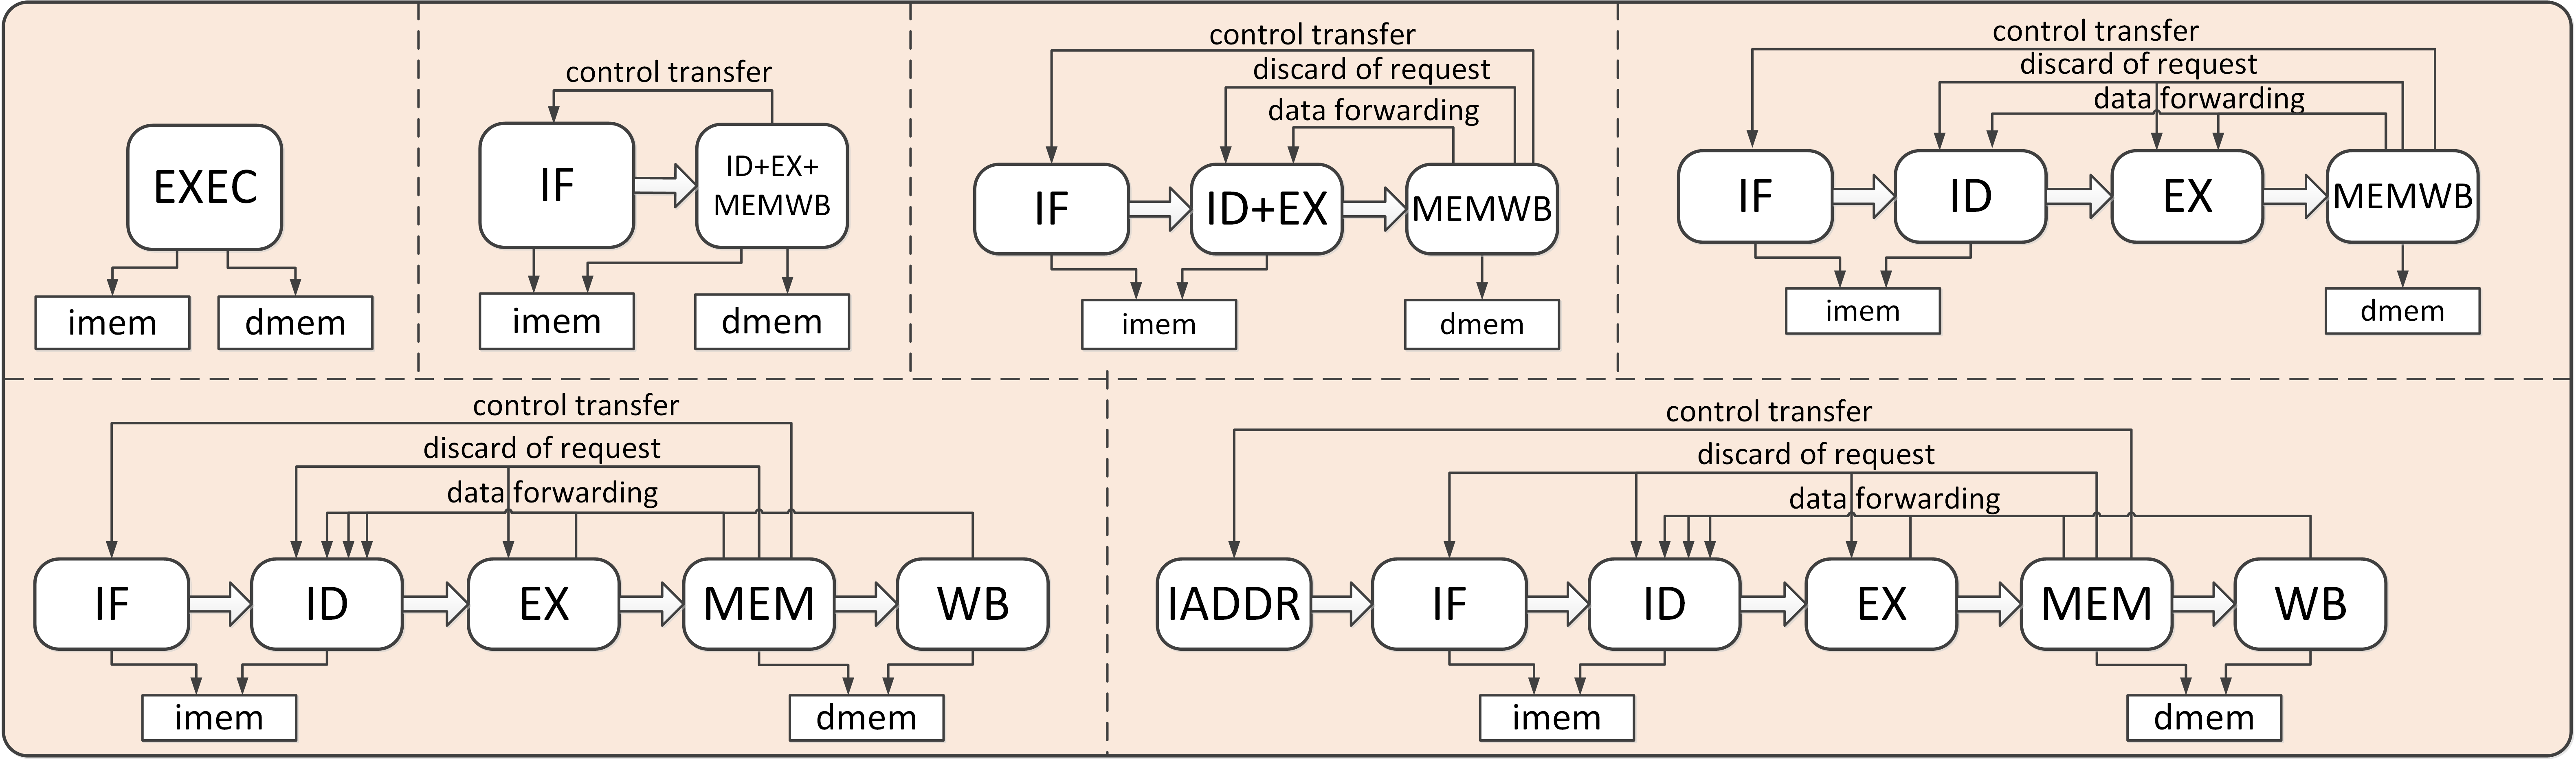 EXEC
imem
dmem
control transfer
IF
ID+EX+
MEMWB
imem
dmem
control transfer
discard of request
data forwarding
IF
ID+EX
MEMWB
imem
dmem
control transfer
discard of request
data forwarding
IF
ID
EX
MEMWB
imem
dmem
control transfer
discard of request
data forwarding
IF
ID
EX
MEM
WB
imem
dmem
control transfer
discard of request
data forwarding
IADDR
IF
ID
EX
MEM
WB
imem
dmem